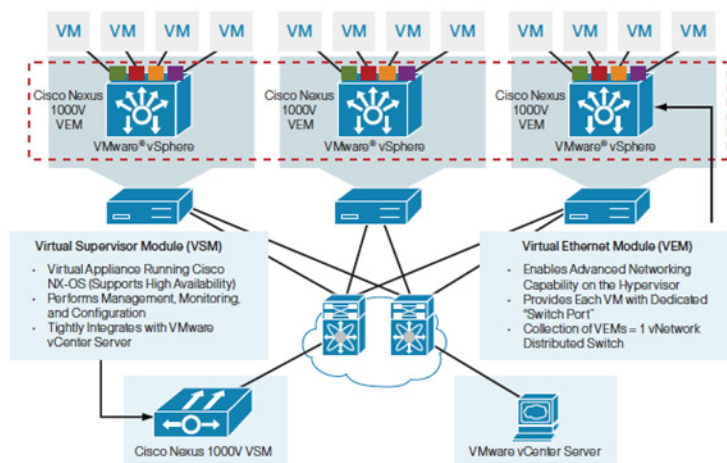 VM VM VM VM VM VM VM VM VM VM VM VM
Cisco Nexus
1000V
VEM
VMware® vSphere
Cisco Nexus
1000V
VEM
VMware® vSphere
Cisco Nexus
1000V
VEM
VMware® vSphere
Virtual Supervisor Module (VSM)
• Virtual Appliance Running Cisco
NX-OS (Supports High Availability)
• Performs Management, Monitoring,
and Configuration
• Tightly Integrates with VMware
vCenter Server
Virtual Ethernet Module (VEM)
• Enables Advanced Networking
Capability on the Hypervisor
• Provides Each VM with Dedicated
"Switch Port"
• Collection of VEMs = 1 vNetwork
Distributed Switch
Cisco Nexus 1000V VSM
VMware vCenter Server